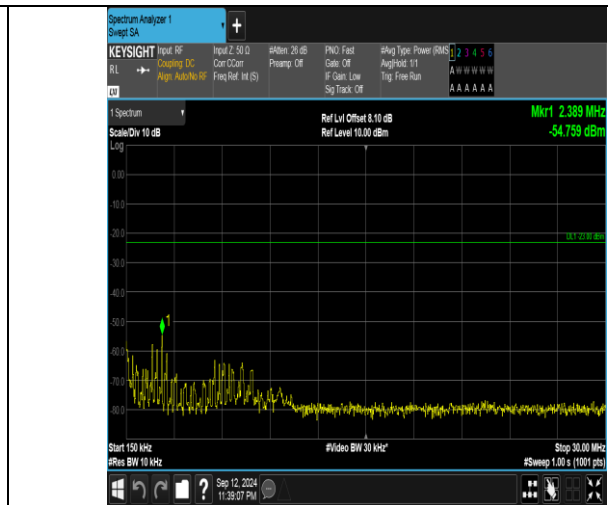 Spectrum Analyzer 1
Swept SA
+
KEYSIGHT Input: RF Input Z: 50 Ω #Atten: 26 dB PNO: Fast #Avg Type: Power (RMS 1 2 3 4 5 6
RL Coupling: DC Corr CCorr Preamp: Off Gate: Off Avg|Hold: 1/1 A W W W W W
Align: Auto/No RF Freq Ref: Int (S) IF Gain: Low Trig: Free Run
Sig Track: Off A A A A A A
LXI
1 Spectrum Ref Lvl Offset 8.10 dB Mkr1 2.389 MHz
Scale/Div 10 dB Ref Level 10.00 dBm -54.759 dBm
Log
0.00
-10.0
-20.0
DL1 -23.00 dBm
-30.0
-40.0
1
-50.0
-60.0
-70.0
-80.0
Start 150 kHz #Video BW 30 kHz* Stop 30.00 MHz
#Res BW 10 kHz #Sweep 1.00 s (1001 pts)
? Sep 12, 2024
11:39:07 PM